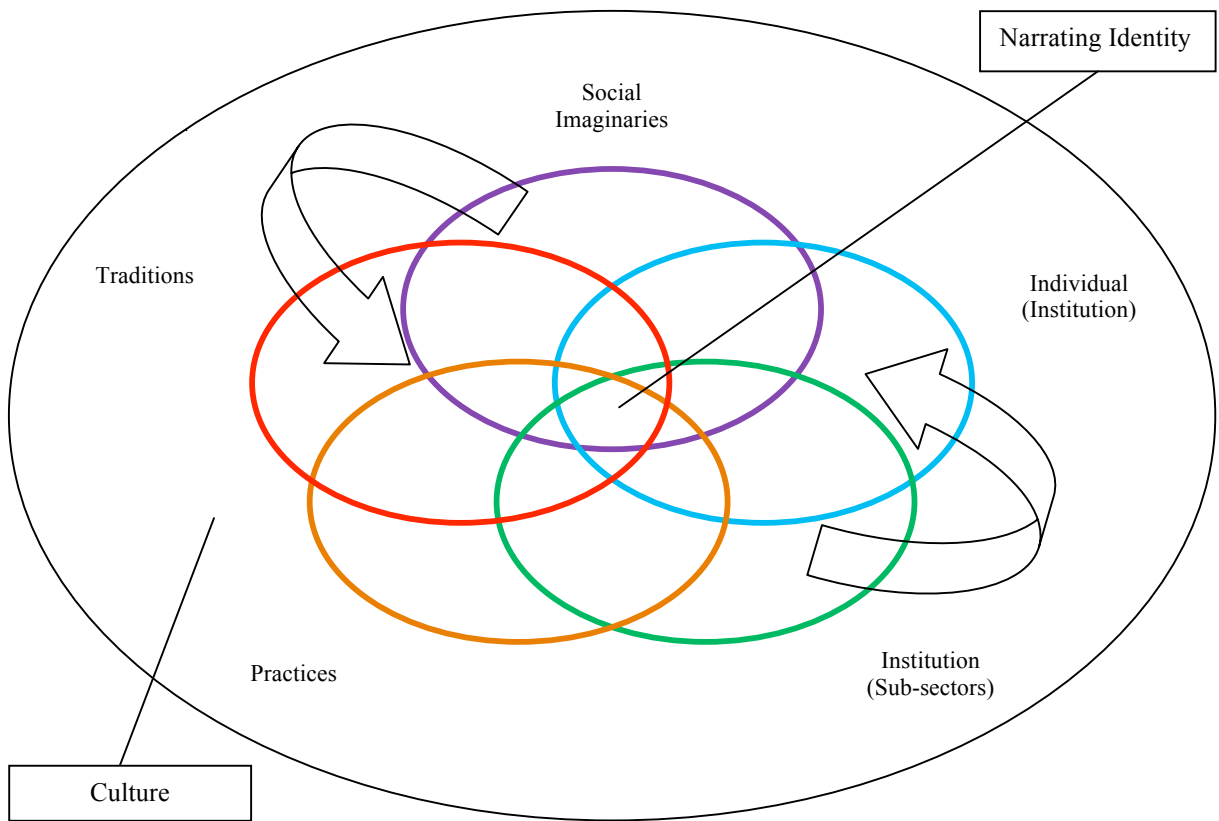 Narrating Identity
Social
Imaginaries
Traditions
Individual
(Institution)
Practices
Institution
(Sub-sectors)
Culture